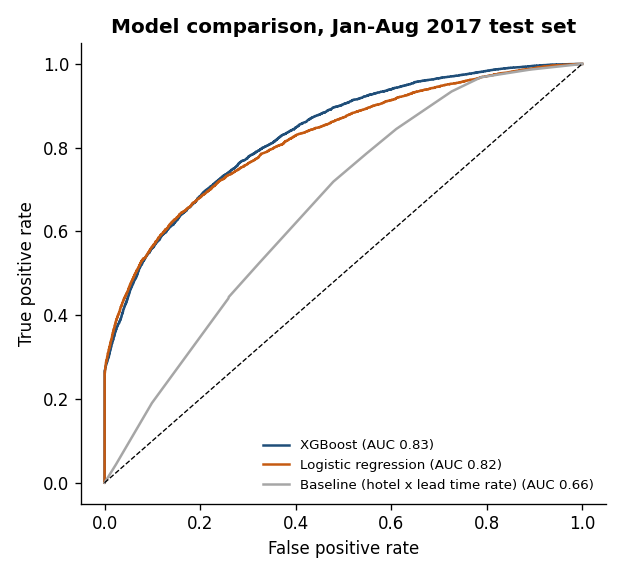 Model comparison, Jan-Aug 2017 test set
True positive rate
1.0
0.8
0.6
0.4
0.2
0.0
XGBoost (AUC 0.83)
Logistic regression (AUC 0.82)
Baseline (hotel x lead time rate) (AUC 0.66)
0.0 0.2 0.4 0.6 0.8 1.0
False positive rate